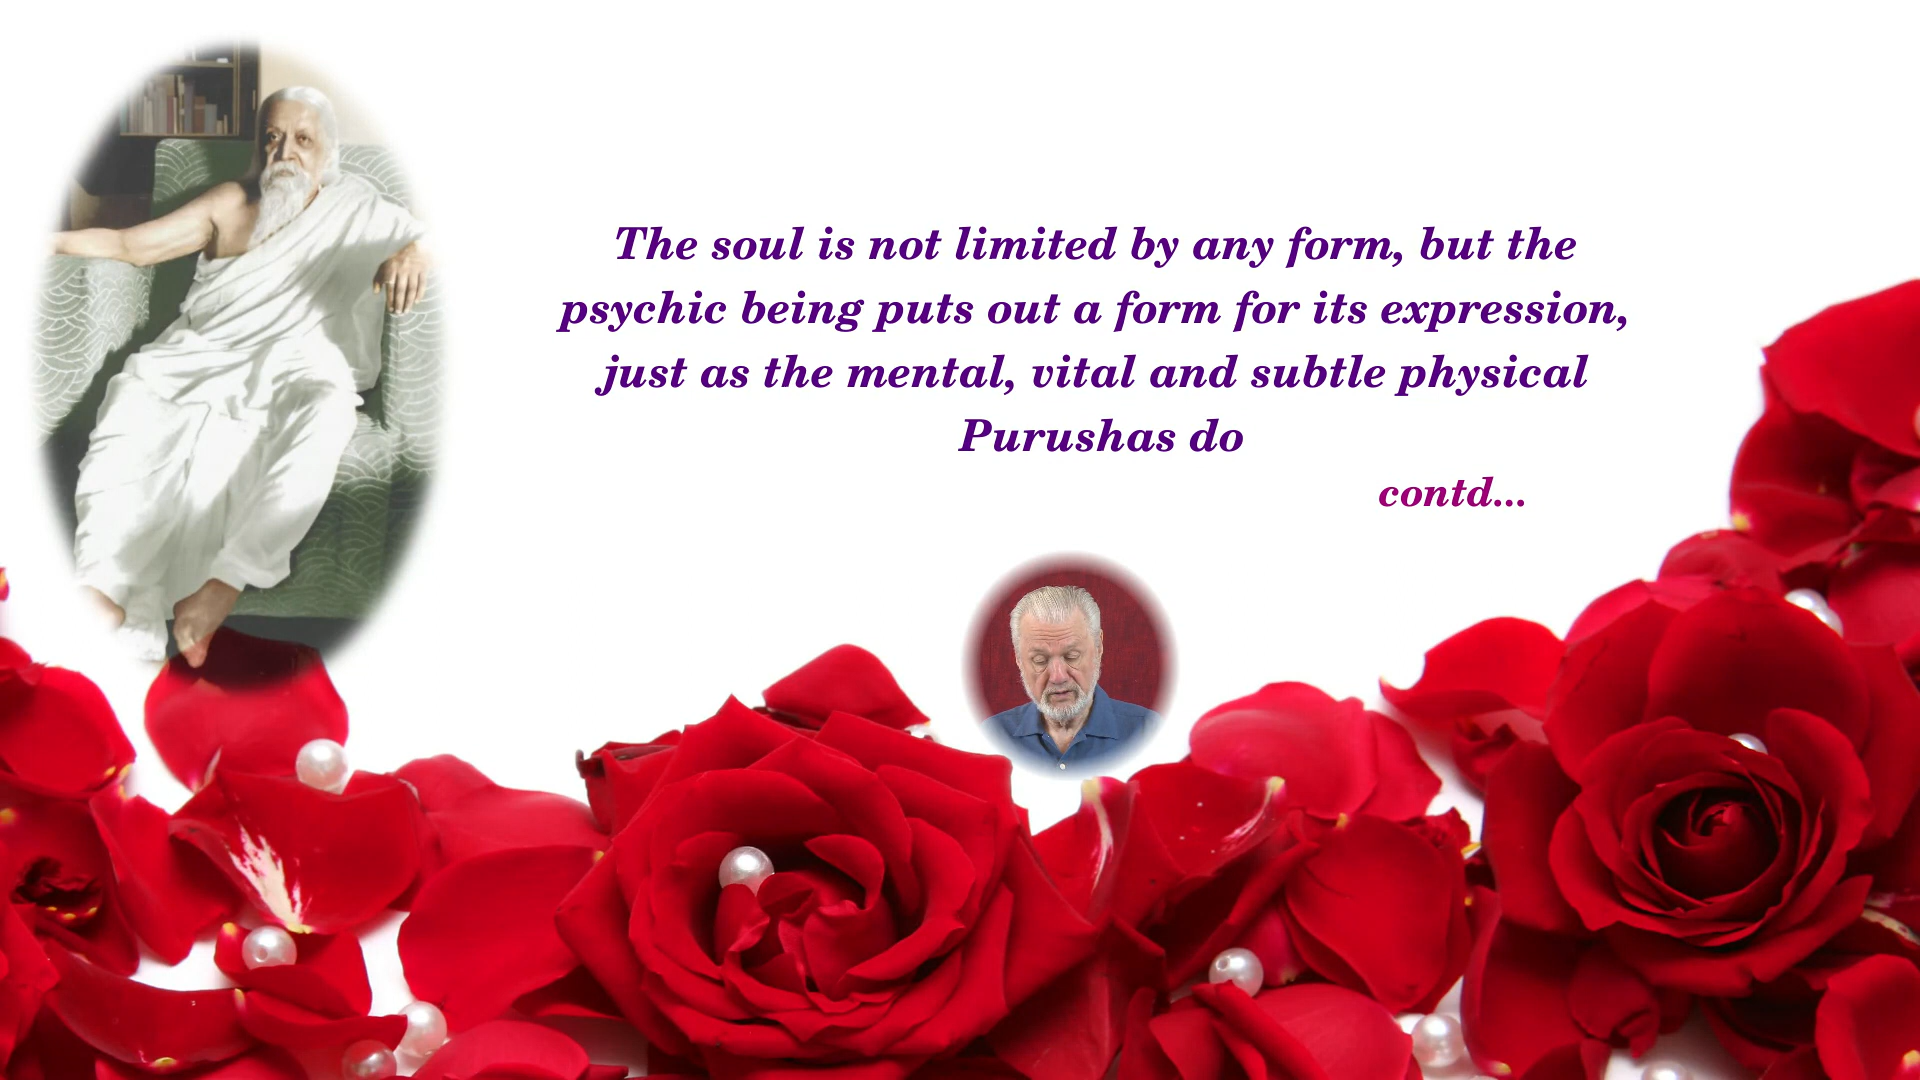 The soul is not limited by any form, but the
psychic being puts out a form for its expression,
just as the mental, vital and subtle physical
Purushas do
contd...